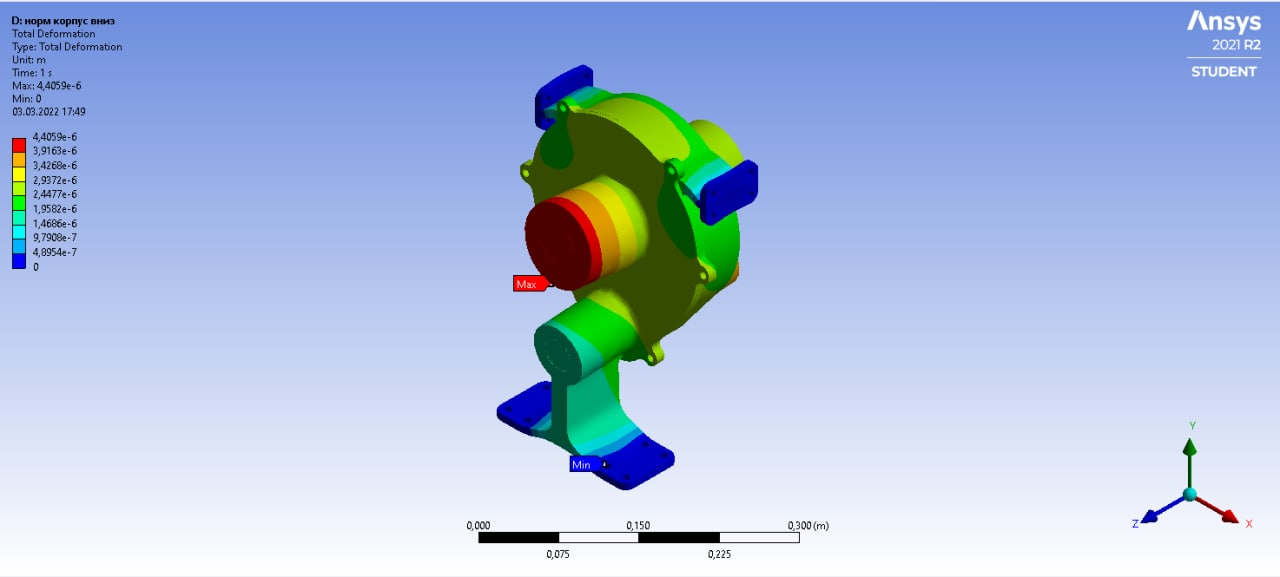 D: норм корпус вниз
Total Deformation
Type: Total Deformation
Unit: m
Time: 1 s
Max: 4,4059e-6
Min: 0
03.03.2022 17:49
4,4059e-6
3,9163e-6
3,4268e-6
2,9372e-6
2,4477e-6
1,9582e-6
1,4686e-6
9,7908e-7
4,8954e-7
0
Ansys
2021 R2
STUDENT
Max
Min
0,000
0,150
0,300 (m)
0,075
0,225
Y
Z
X